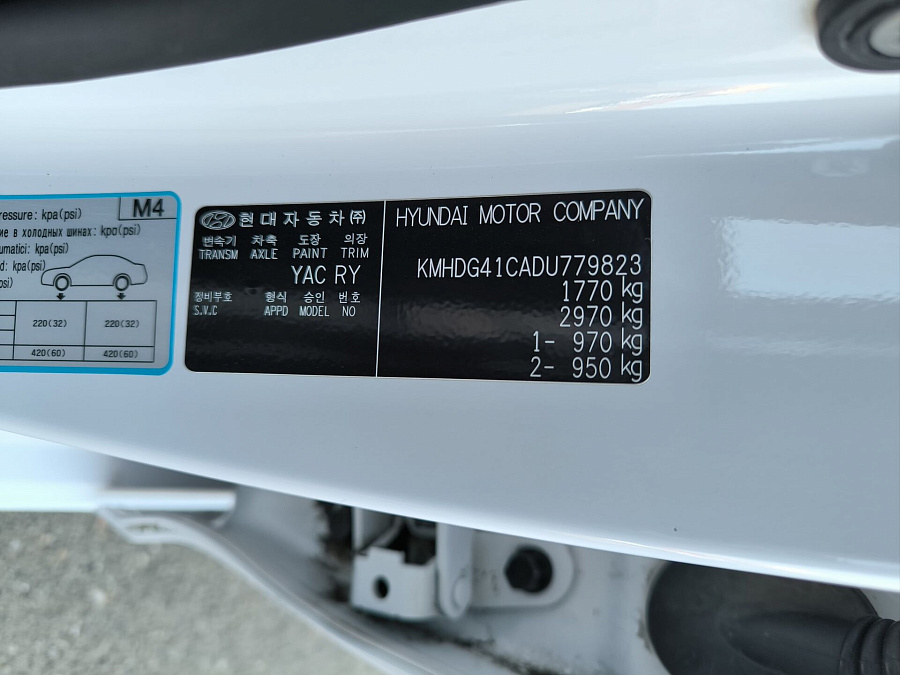 M4
ressure: kpa(psi)
ие в холодных шинах: kpa(psi)
umatici: kpa(psi)
d: kpa(psi)
psi)
220(32) 220(32)
420(60) 420(60)
현대자동차(주)
변속기 차축 도장 의장
TRANSM AXLE PAINT TRIM
YAC RY
정비부호 형식 승인 번호
S.V.C APPD MODEL NO
HYUNDAI MOTOR COMPANY
KMHDG41CADU779823
1770 kg
2970 kg
1- 970 kg
2- 950 kg